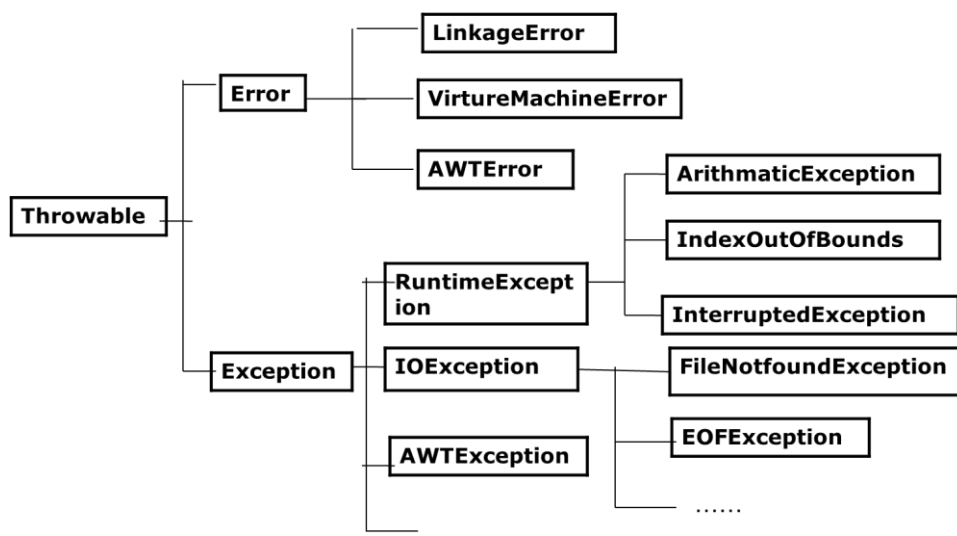 LinkageError
Error
VirtureMachineError
AWTError
ArithmaticException
Throwable
IndexOutOfBounds
RuntimeExcept
ion
InterruptedException
Exception
IOException
FileNotfoundException
EOFException
AWTException
......